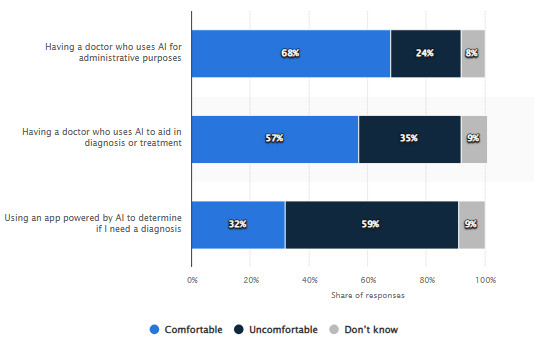 Having a doctor who uses AI for
administrative purposes
68% 24% 8%
Having a doctor who uses AI to aid in
diagnosis or treatment
57% 35% 9%
Using an app powered by AI to determine
if I need a diagnosis
32% 59% 9%
0% 20% 40% 60% 80% 100%
Share of responses
Comfortable Uncomfortable Don't know